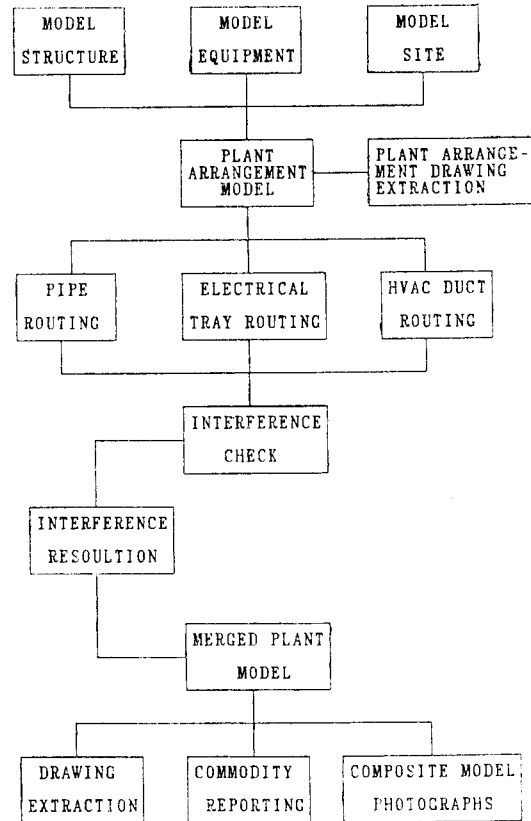 MODEL
STRUCTURE
MODEL
EQUIPMENT
MODEL
SITE
PLANT
ARRANGEMENT
MODEL
PLANT ARRANGE-
MENT DRAWING
EXTRACTION
PIPE
ROUTING
ELECTRICAL
TRAY ROUTING
HVAC DUCT
ROUTING
INTERFERENCE
CHECK
INTERFERENCE
RESOULTION
MERGED PLANT
MODEL
DRAWING
EXTRACTION
COMMODITY
REPORTING
COMPOSITE MODEL
PHOTOGRAPHS